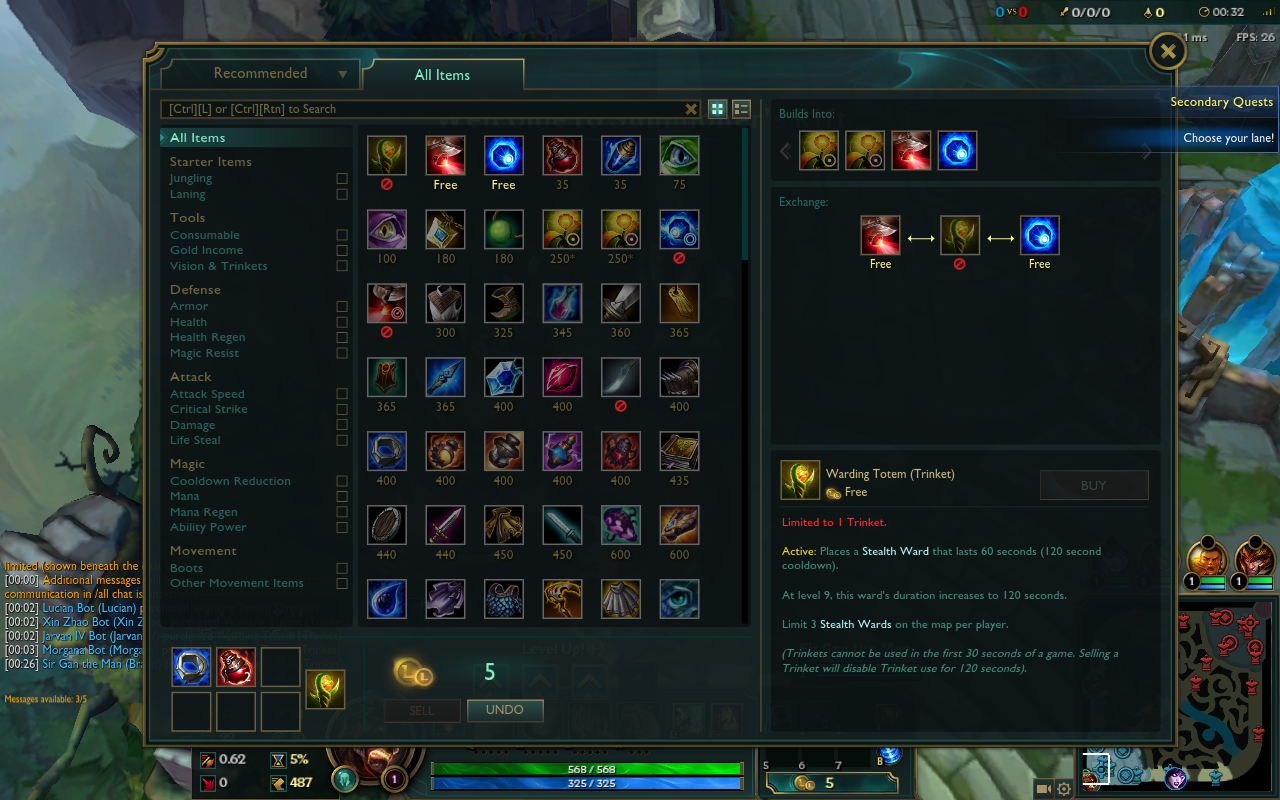 0 vs 0
0/0/0
0
00:32
1 ms
FPS: 26
Recommended
All Items
[Ctrl][L] or [Ctrl][Rtn] to Search
Secondary Quests
Choose your lane!
All Items
Starter Items
Jungling
Laning
Tools
Consumable
Gold Income
Vision & Trinkets
Defense
Armor
Health
Health Regen
Magic Resist
Attack
Attack Speed
Critical Strike
Damage
Life Steal
Magic
Cooldown Reduction
Mana
Mana Regen
Ability Power
Movement
Boots
Other Movement Items
Free Free 35 35 75
100 180 180 250* 250*
300 325 345 360 365
365 365 400 400 400
400 400 400 400 400 435
440 440 450 450 600 600
Builds Into:
Exchange:
Free
Free
Warding Totem (Trinket)
Free
BUY
Limited to 1 Trinket.
Active: Places a Stealth Ward that lasts 60 seconds (120 second
cooldown).
At level 9, this ward's duration increases to 120 seconds.
Limit 3 Stealth Wards on the map per player.
(Trinkets cannot be used in the first 30 seconds of a game. Selling a
Trinket will disable Trinket use for 120 seconds).
limited (shown beneath the
[00:00] Additional messages
communication in /all chat is
[00:02] Lucian Bot (Lucian)
[00:02] Xin Zhao Bot (Xin Z
[00:02] Jarvan IV Bot (Jarvan
[00:03] Morgana Bot (Morga
[00:26] Sir Gan the Man (Br
Messages available: 3/5
2
5
SELL
UNDO
0.62
5%
0
487
1
568 / 568
325 / 325
5 6 7
B
5
1
1